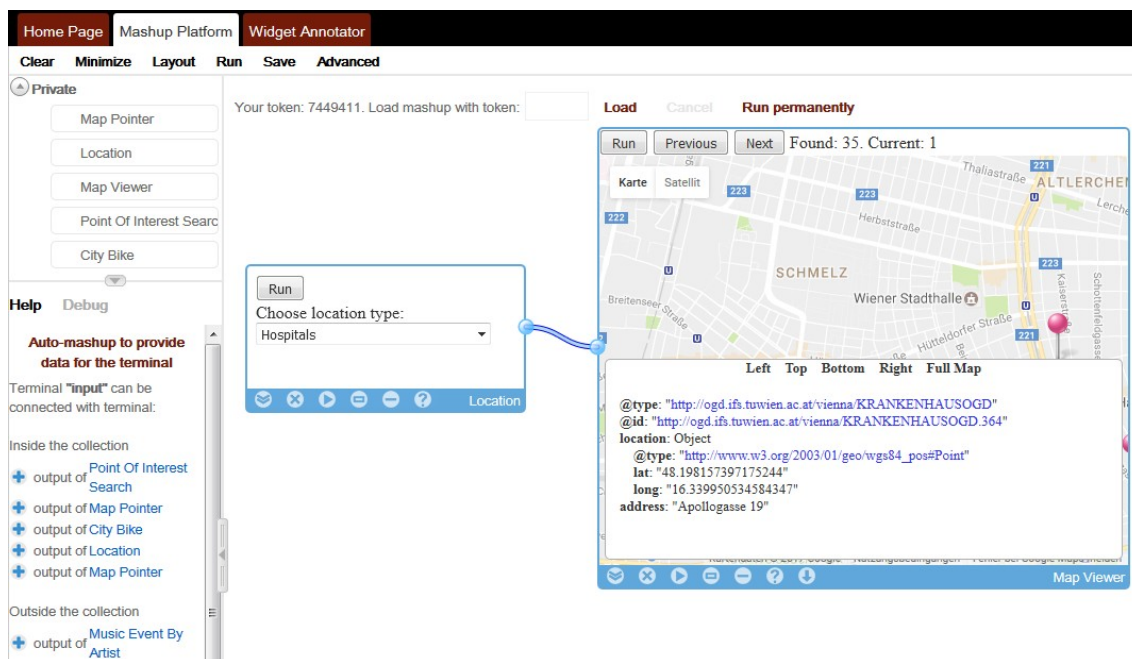 Home Page Mashup Platform Widget Annotator
Clear Minimize Layout Run Save Advanced
Private
Map Pointer
Location
Map Viewer
Point Of Interest Searc
City Bike
Help Debug
Auto-mashup to provide
data for the terminal
Terminal "input" can be
connected with terminal:
Inside the collection
output of Point Of Interest
Search
output of Map Pointer
output of City Bike
output of Location
output of Map Pointer
Outside the collection
output of Music Event By
Artist
Your token: 7449411. Load mashup with token:
Load Cancel Run permanently
Run
Choose location type:
Hospitals
Location
Run Previous Next Found: 35. Current: 1
Karte Satellit
Thaliastraße
221
ALTLERCHE
223
223
Lerche
222
Herbststraße
223
SCHMELZ
Breitenseer Straße
Wiener Stadthalle
Kaiserstraße
Schottenfeldgasse
Hütteldorfer Straße
221
Left Top Bottom Right Full Map
@type: "http://ogd.ifs.tuwien.ac.at/vienna/KRANKENHAUSOGD"
@id: "http://ogd.ifs.tuwien.ac.at/vienna/KRANKENHAUSOGD.364"
location: Object
@type: "http://www.w3.org/2003/01/geo/wgs84_pos#Point"
lat: "48.198157397175244"
long: "16.339950534584347"
address: "Apollogasse 19"
Map Viewer